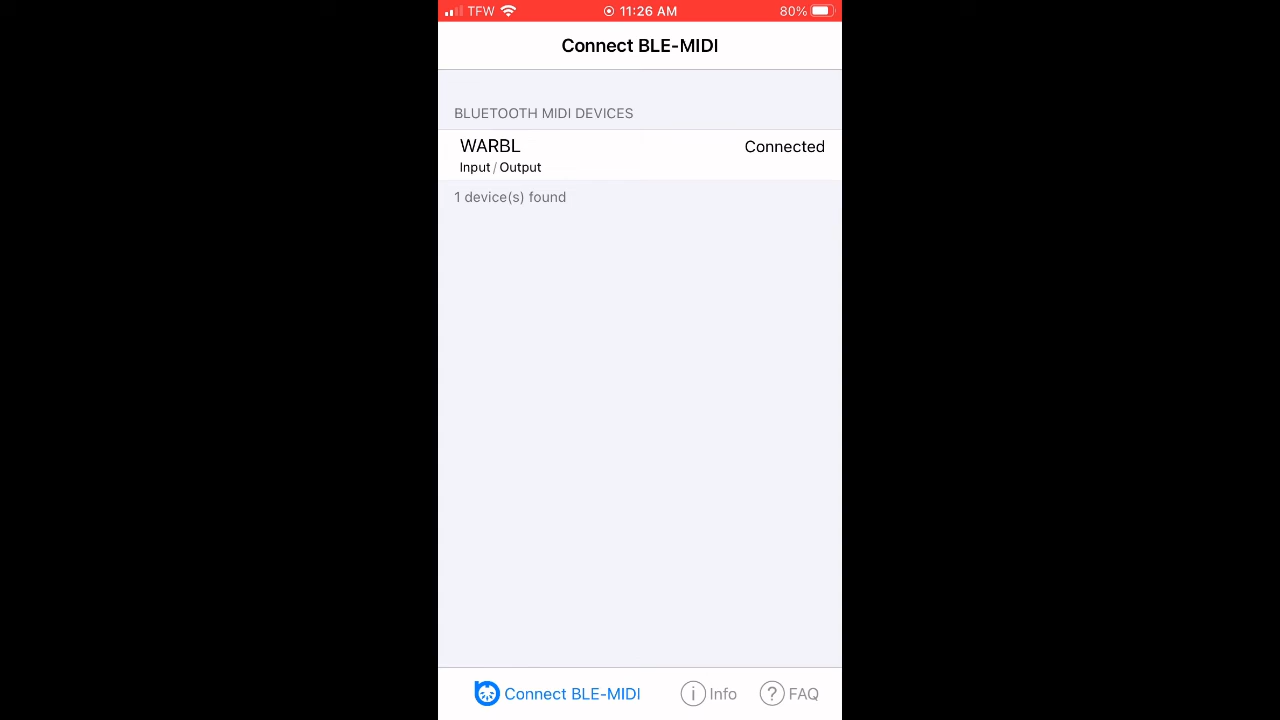 TFW 11:26 AM 80%
Connect BLE-MIDI
BLUETOOTH MIDI DEVICES
WARBL Connected
Input / Output
1 device(s) found
Connect BLE-MIDI Info FAQ